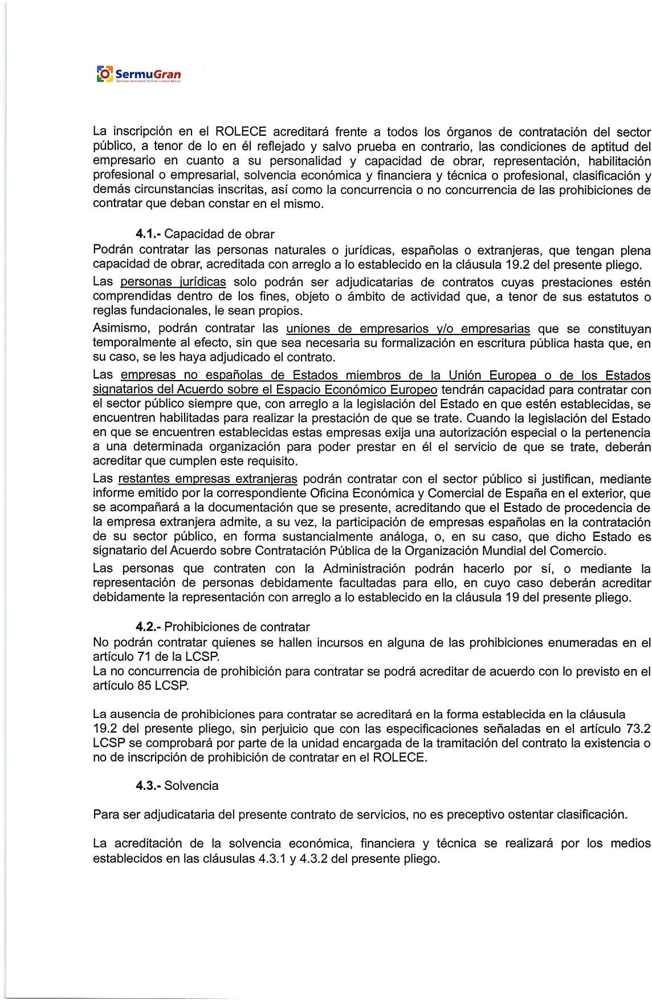 SermuGran
La inscripción en el ROLECE acreditará frente a todos los órganos de contratación del sector
público, a tenor de lo en él reflejado y salvo prueba en contrario, las condiciones de aptitud del
empresario en cuanto a su personalidad y capacidad de obrar, representación, habilitación
profesional o empresarial, solvencia económica y financiera y técnica o profesional, clasificación y
demás circunstancias inscritas, así como la concurrencia o no concurrencia de las prohibiciones de
contratar que deban constar en el mismo.
4.1.- Capacidad de obrar
Podrán contratar las personas naturales o jurídicas, españolas o extranjeras, que tengan plena
capacidad de obrar, acreditada con arreglo a lo establecido en la cláusula 19.2 del presente pliego.
Las personas jurídicas solo podrán ser adjudicatarias de contratos cuyas prestaciones estén
comprendidas dentro de los fines, objeto o ámbito de actividad que, a tenor de sus estatutos o
reglas fundacionales, le sean propios.
Asimismo, podrán contratar las uniones de empresarios y/o empresarias que se constituyan
temporalmente al efecto, sin que sea necesaria su formalización en escritura pública hasta que, en
su caso, se les haya adjudicado el contrato.
Las empresas no españolas de Estados miembros de la Unión Europea o de los Estados
signatarios del Acuerdo sobre el Espacio Económico Europeo tendrán capacidad para contratar con
el sector público siempre que, con arreglo a la legislación del Estado en que estén establecidas, se
encuentren habilitadas para realizar la prestación de que se trate. Cuando la legislación del Estado
en que se encuentren establecidas estas empresas exija una autorización especial o la pertenencia
a una determinada organización para poder prestar en él el servicio de que se trate, deberán
acreditar que cumplen este requisito.
Las restantes empresas extranjeras podrán contratar con el sector público si justifican, mediante
informe emitido por la correspondiente Oficina Económica y Comercial de España en el exterior, que
se acompañará a la documentación que se presente, acreditando que el Estado de procedencia de
la empresa extranjera admite, a su vez, la participación de empresas españolas en la contratación
de su sector público, en forma sustancialmente análoga, o, en su caso, que dicho Estado es
signatario del Acuerdo sobre Contratación Pública de la Organización Mundial del Comercio.
Las personas que contraten con la Administración podrán hacerlo por sí, o mediante la
representación de personas debidamente facultadas para ello, en cuyo caso deberán acreditar
debidamente la representación con arreglo a lo establecido en la cláusula 19 del presente pliego.
4.2.- Prohibiciones de contratar
No podrán contratar quienes se hallen incursos en alguna de las prohibiciones enumeradas en el
artículo 71 de la LCSP.
La no concurrencia de prohibición para contratar se podrá acreditar de acuerdo con lo previsto en el
artículo 85 LCSP.
La ausencia de prohibiciones para contratar se acreditará en la forma establecida en la cláusula
19.2 del presente pliego, sin perjuicio que con las especificaciones señaladas en el artículo 73.2
LCSP se comprobará por parte de la unidad encargada de la tramitación del contrato la existencia o
no de inscripción de prohibición de contratar en el ROLECE.
4.3.- Solvencia
Para ser adjudicataria del presente contrato de servicios, no es preceptivo ostentar clasificación.
La acreditación de la solvencia económica, financiera y técnica se realizará por los medios
establecidos en las cláusulas 4.3.1 y 4.3.2 del presente pliego.